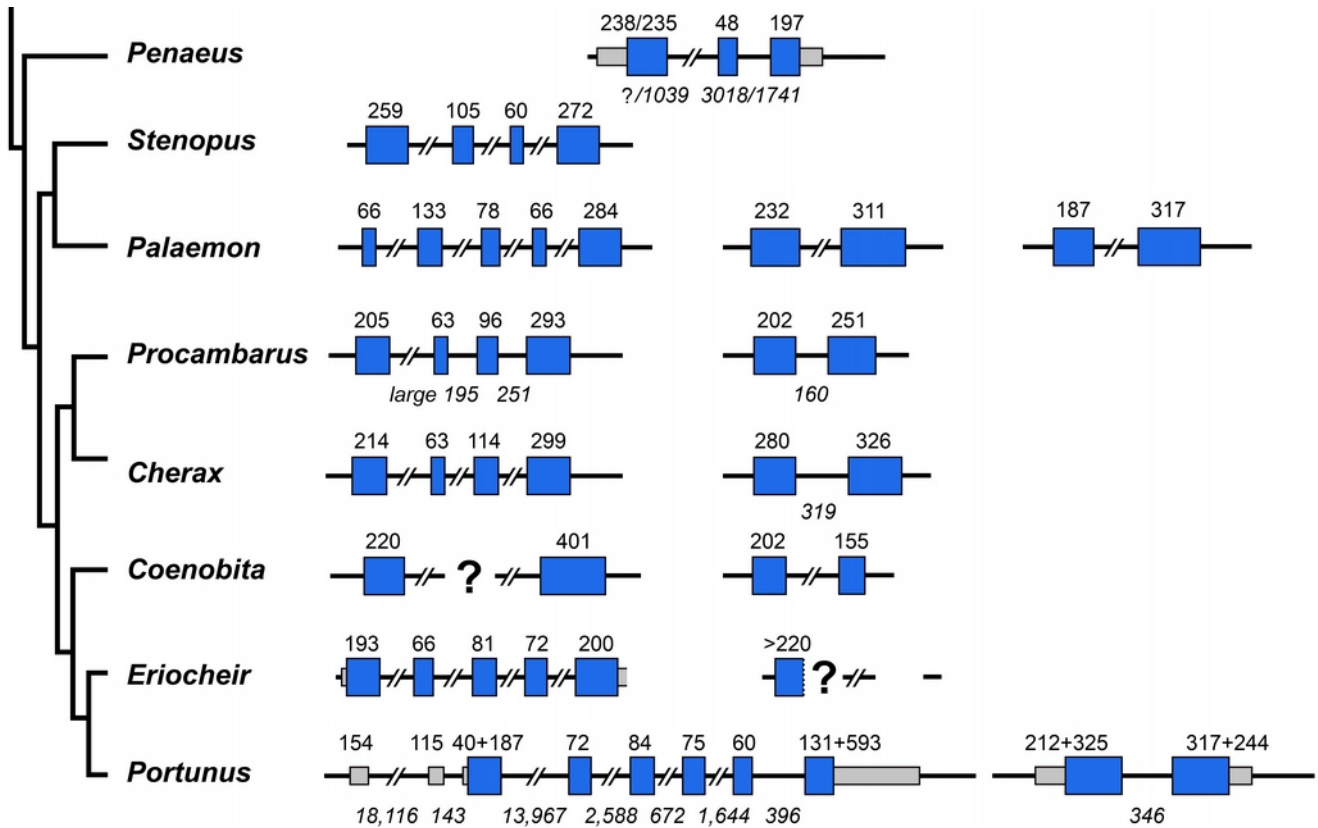 238/235 48 197
Penaeus
?/1039 3018/1741
259 105 60 272
Stenopus
66 133 78 66 284 232 311 187 317
Palaemon
205 63 96 293 202 251
Procambarus
large 195 251 160
214 63 114 299 280 326
Cherax
319
220 401 202 155
Coenobita ?
193 66 81 72 200 >220
Eriocheir ?
154 115 40+187 72 84 75 60 131+593 212+325 317+244
Portunus
18,116 143 13,967 2,588 672 1,644 396 346